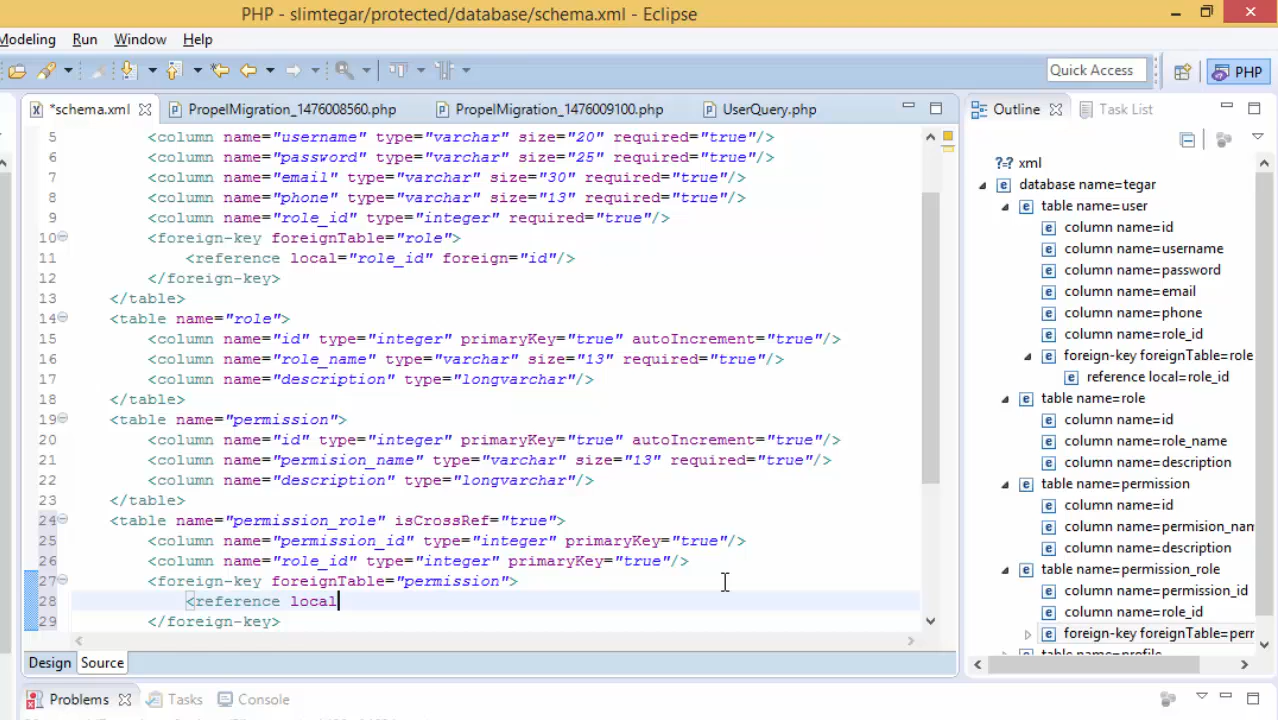 PHP - slimtegar/protected/database/schema.xml - Eclipse
Modeling Run Window Help
Quick Access PHP
*schema.xml PropelMigration_1476008560.php PropelMigration_1476009100.php UserQuery.php
5 <column name="username" type="varchar" size="20" required="true"/>
6 <column name="password" type="varchar" size="25" required="true"/>
7 <column name="email" type="varchar" size="30" required="true"/>
8 <column name="phone" type="varchar" size="13" required="true"/>
9 <column name="role_id" type="integer" required="true"/>
10 <foreign-key foreignTable="role">
11 <reference local="role_id" foreign="id"/>
12 </foreign-key>
13 </table>
14 <table name="role">
15 <column name="id" type="integer" primaryKey="true" autoIncrement="true"/>
16 <column name="role_name" type="varchar" size="13" required="true"/>
17 <column name="description" type="longvarchar"/>
18 </table>
19 <table name="permission">
20 <column name="id" type="integer" primaryKey="true" autoIncrement="true"/>
21 <column name="permision_name" type="varchar" size="13" required="true"/>
22 <column name="description" type="longvarchar"/>
23 </table>
24 <table name="permission_role" isCrossRef="true">
25 <column name="permission_id" type="integer" primaryKey="true"/>
26 <column name="role_id" type="integer" primaryKey="true"/>
27 <foreign-key foreignTable="permission">
28 <reference local
29 </foreign-key>
Design Source
Problems Tasks Console
Outline Task List
?=? xml
database name=tegar
table name=user
column name=id
column name=username
column name=password
column name=email
column name=phone
column name=role_id
foreign-key foreignTable=role
reference local=role_id
table name=role
column name=id
column name=role_name
column name=description
table name=permission
column name=id
column name=permision_nam
column name=description
table name=permission_role
column name=permission_id
column name=role_id
foreign-key foreignTable=perr
table name=profile